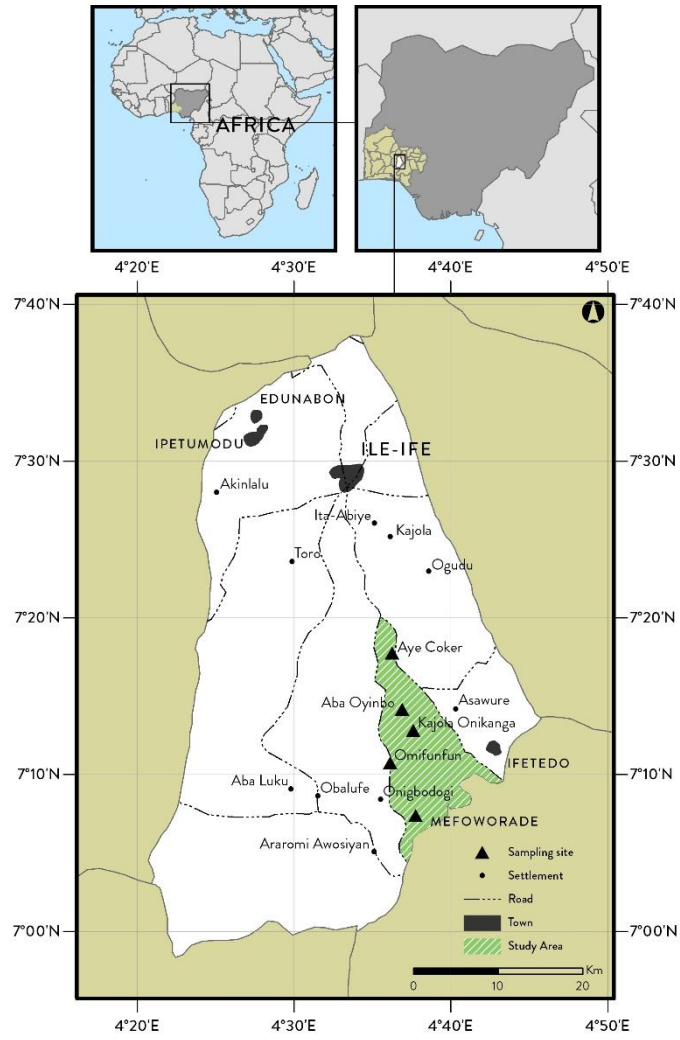 AFRICA
4°20'E 4°30'E 4°40'E 4°50'E
7°40'N 7°40'N
EDUNABON
IPETUMODU
ILE-IFE
7°30'N 7°30'N
Akinlalu
Ita-Abiye
Kajola
Toro
Ogudu
7°20'N 7°20'N
Aye Coker
Aba Oyinbo
Asawure
Kajola Onikanga
Omifunfun
IFETEDO
7°10'N 7°10'N
Aba Luku
Obalufe
Onigbodogi
MEFOWORADE
Araromi Awosiyan
Sampling site
Settlement
Road
7°00'N 7°00'N
Town
Study Area
Km
0 10 20
4°20'E 4°30'E 4°40'E 4°50'E